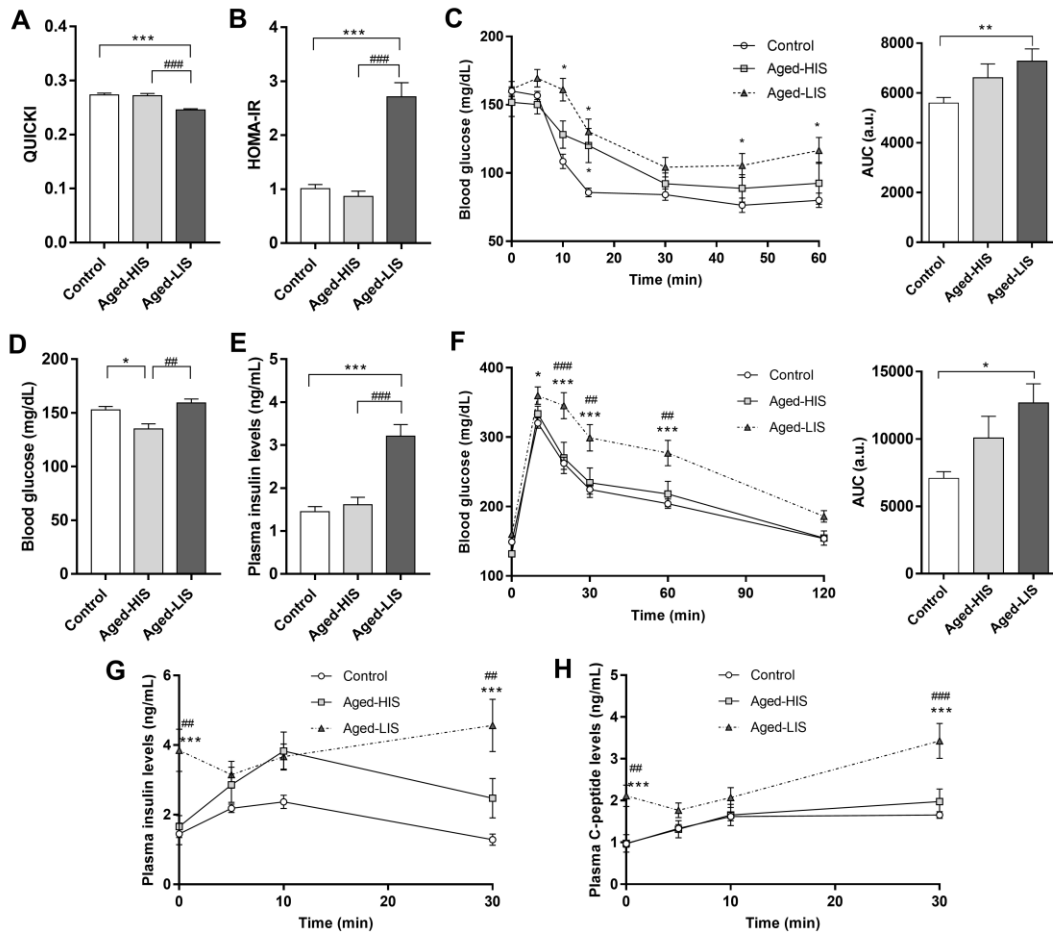 A
QUICKI
0.4
0.3
0.2
0.1
0.0
***
###
Control
Aged-HIS
Aged-LIS
B
HOMA-IR
4
3
2
1
0
***
###
Control
Aged-HIS
Aged-LIS
C
Blood glucose (mg/dL)
200
150
100
50
Control
Aged-HIS
Aged-LIS
*
*
*
*
*
0 10 20 30 40 50 60
Time (min)
AUC (a.u.)
8000
6000
4000
2000
0
**
Control
Aged-HIS
Aged-LIS
D
Blood glucose (mg/dL)
200
150
100
50
0
*
##
Control
Aged-HIS
Aged-LIS
E
Plasma insulin levels (ng/mL)
5
4
3
2
1
0
***
###
Control
Aged-HIS
Aged-LIS
F
Blood glucose (mg/dL)
400
300
200
100
*
###
***
##
***
##
***
Control
Aged-HIS
Aged-LIS
0 30 60 90 120
Time (min)
AUC (a.u.)
15000
10000
5000
0
*
Control
Aged-HIS
Aged-LIS
G
Plasma insulin levels (ng/mL)
6
4
2
0
##
***
Control
Aged-HIS
Aged-LIS
##
***
0 10 20 30
Time (min)
H
Plasma C-peptide levels (ng/mL)
5
4
3
2
1
0
##
***
Control
Aged-HIS
Aged-LIS
###
***
0 10 20 30
Time (min)